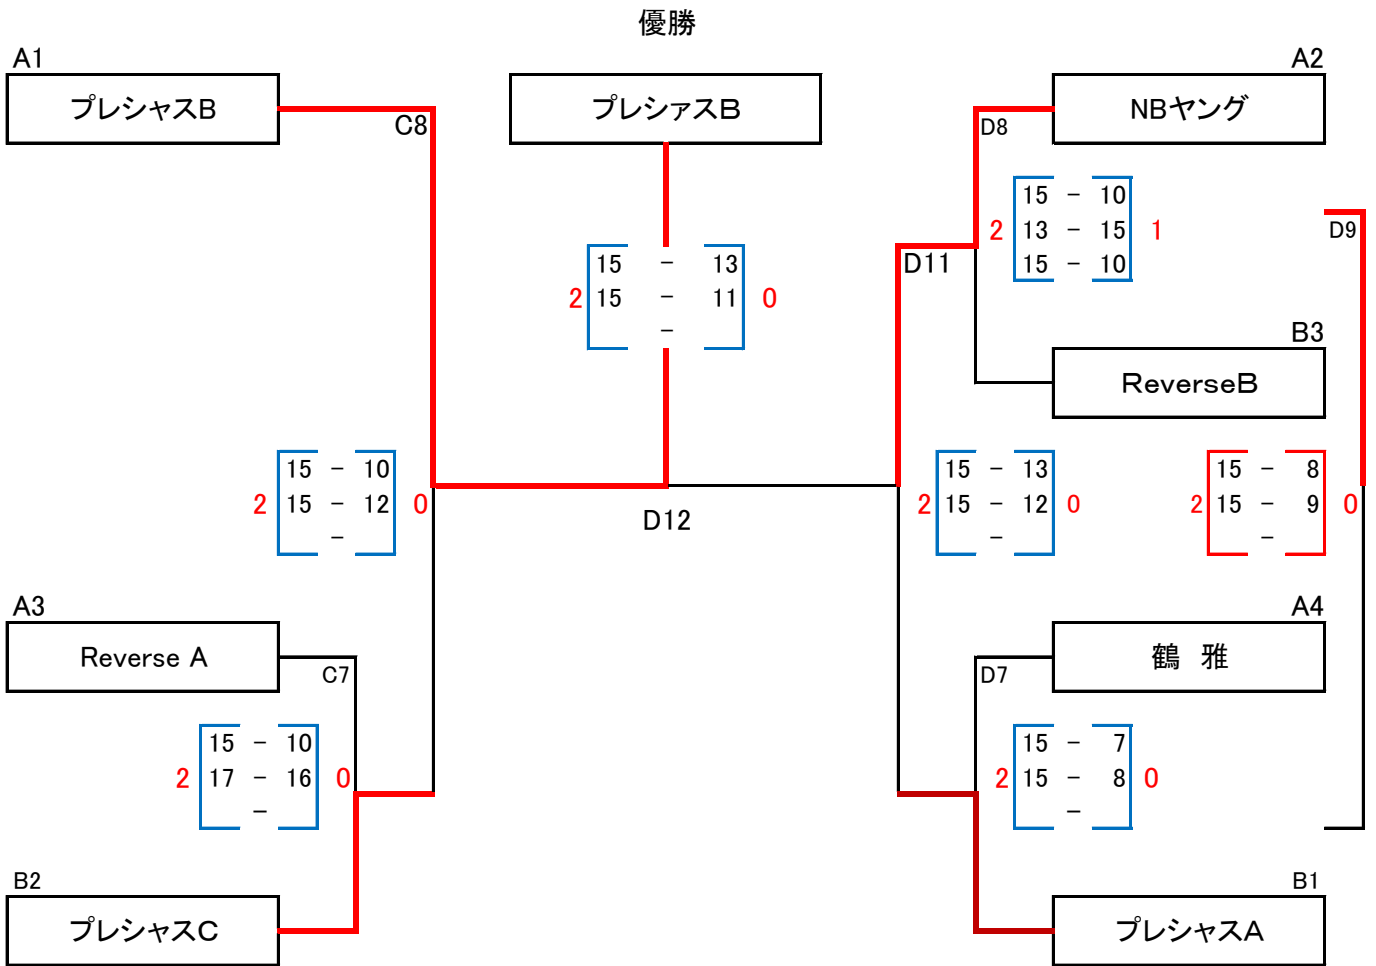 優勝
A1
A2
プレシャスB
プレシァスB
NBヤング
C8
D8
15 - 10
2 13 - 15 1
15 - 10
D9
D11
15 - 13
2 15 - 11 0
-
B3
ReverseB
15 - 10
2 15 - 12 0
-
D12
15 - 13
2 15 - 12 0
-
15 - 8
2 15 - 9 0
-
A3
A4
Reverse A
鶴 雅
C7
D7
15 - 10
2 17 - 16 0
-
15 - 7
2 15 - 8 0
-
B2
B1
プレシャスC
プレシャスA